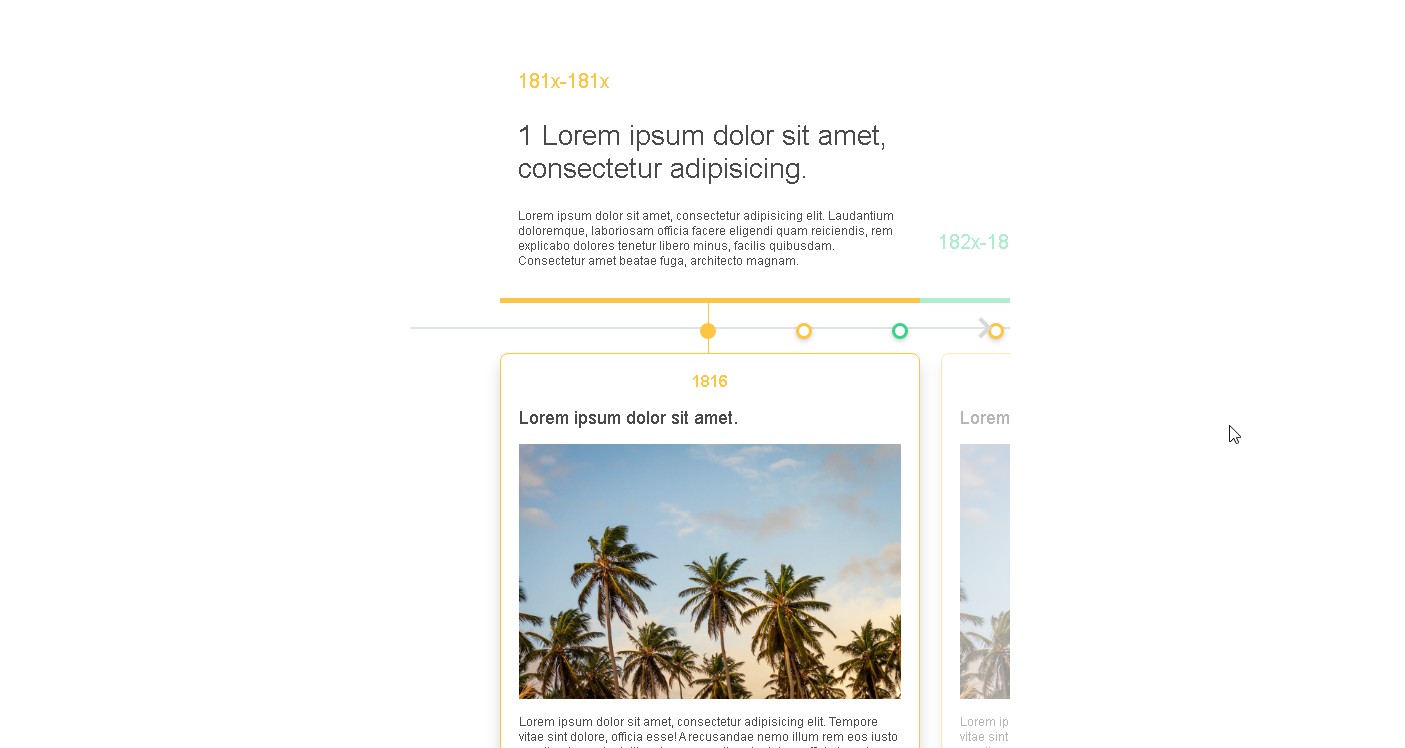 181x-181x
1 Lorem ipsum dolor sit amet,
consectetur adipisicing.
Lorem ipsum dolor sit amet, consectetur adipisicing elit. Laudantium
doloremque, laboriosam officia facere eligendi quam reiciendis, rem
explicabo dolores tenetur libero minus, facilis quibusdam.
Consectetur amet beatae fuga, architecto magnam.
182x-18
1816
Lorem ipsum dolor sit amet.
Lorem ipsum dolor sit amet, consectetur adipisicing elit. Tempore
vitae sint dolore, officia esse! A recusandae nemo illum rem eos iusto
Lorem
Lorem ip
vitae sint